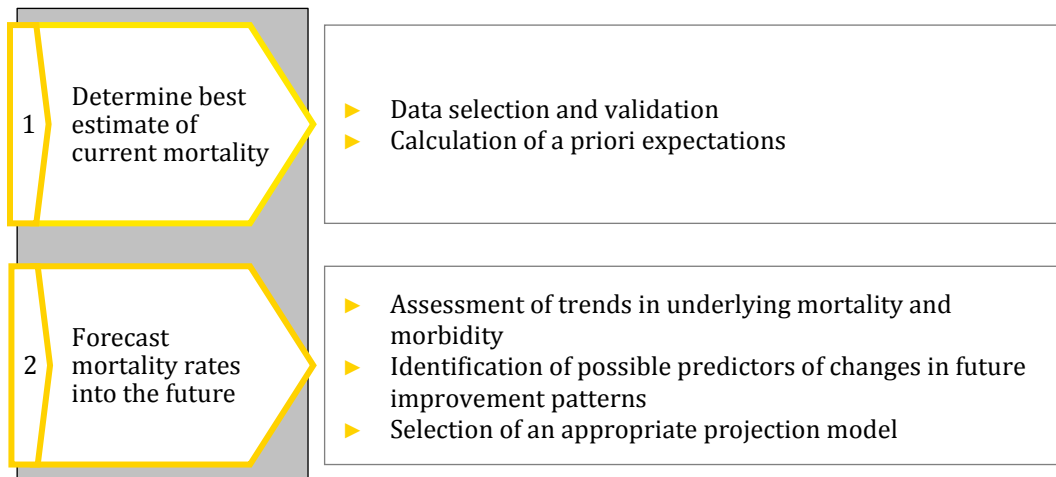 1
Determine best
estimate of
current mortality
► Data selection and validation
► Calculation of a priori expectations
2
Forecast
mortality rates
into the future
► Assessment of trends in underlying mortality and
morbidity
► Identification of possible predictors of changes in future
improvement patterns
► Selection of an appropriate projection model